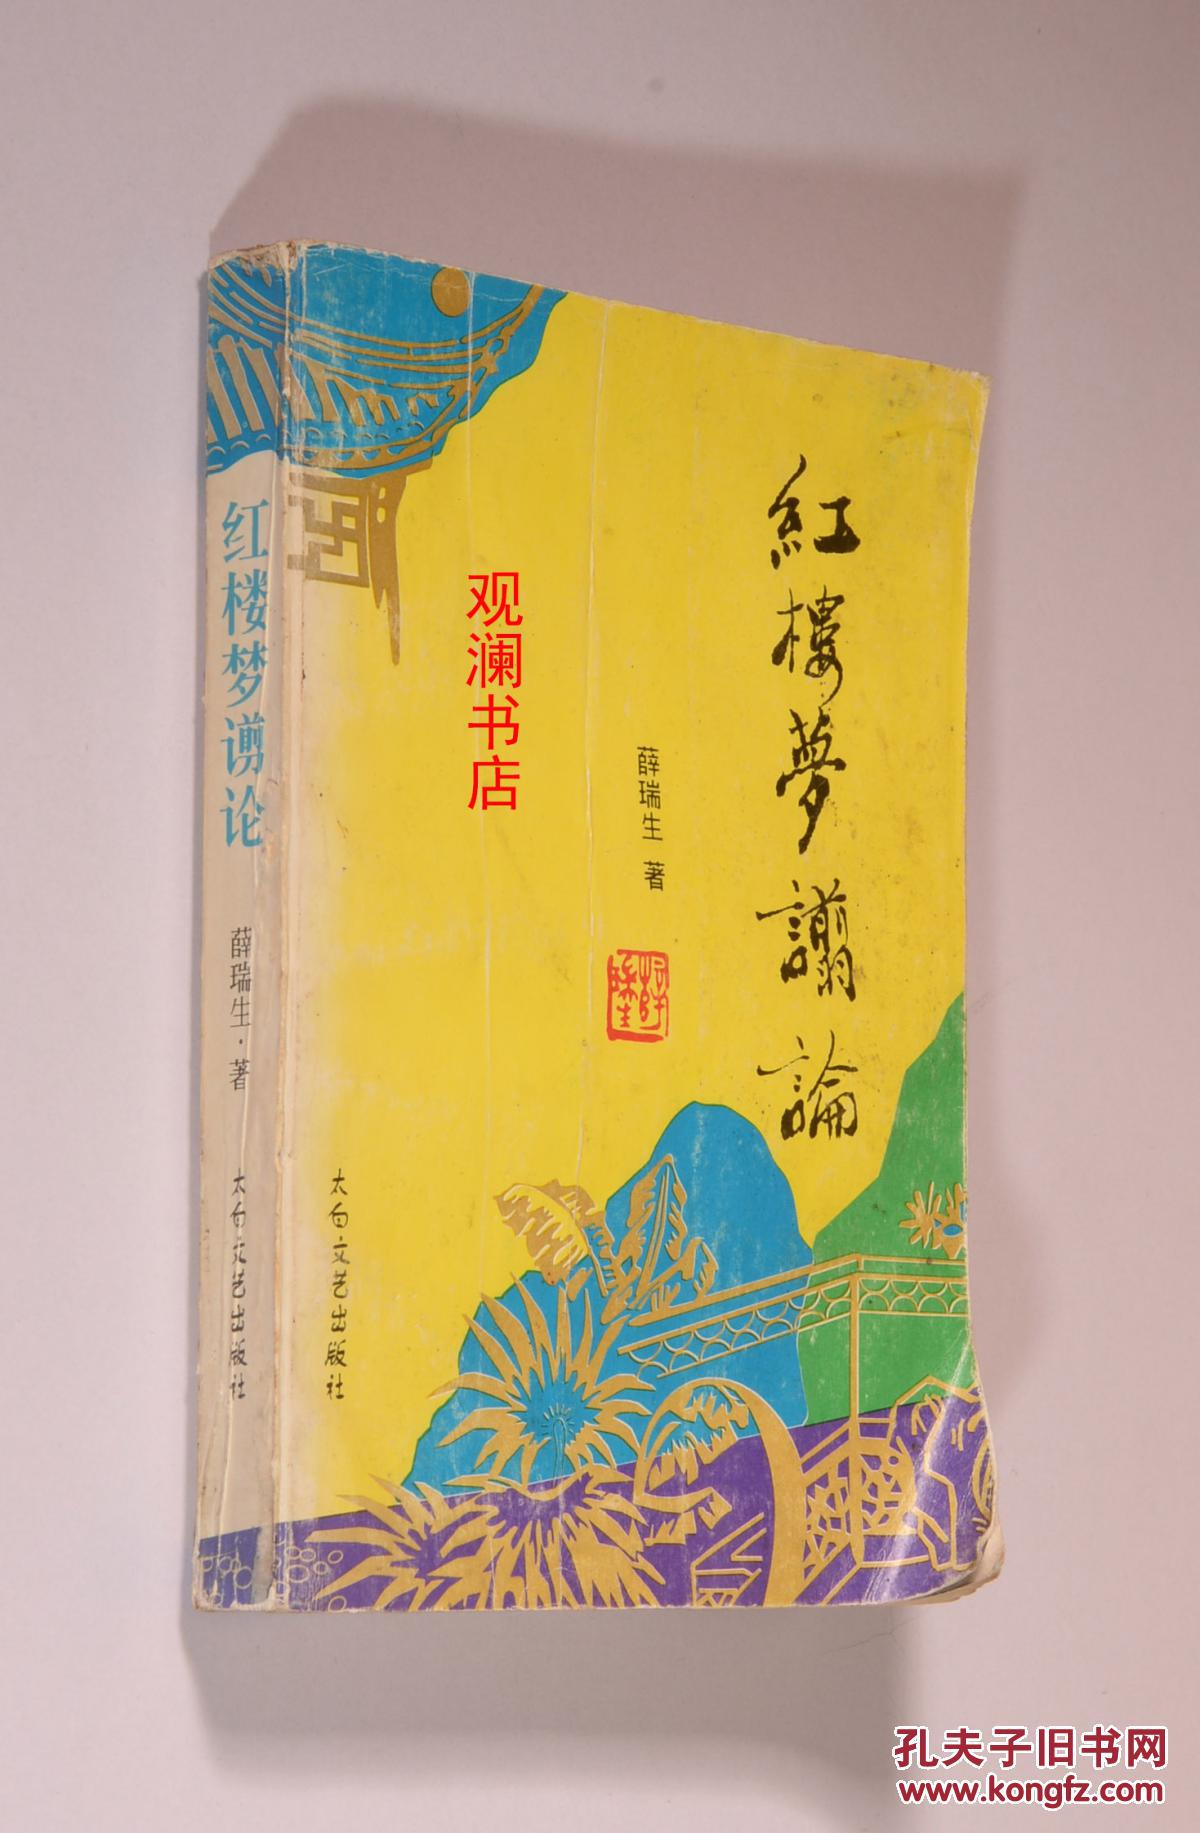 紅樓夢譾論
薛瑞生 著
太白文艺出版社
红楼梦谫论
薛瑞生·著
太白文艺出版社
观澜书店
孔夫子旧书网
www.kongfz.com